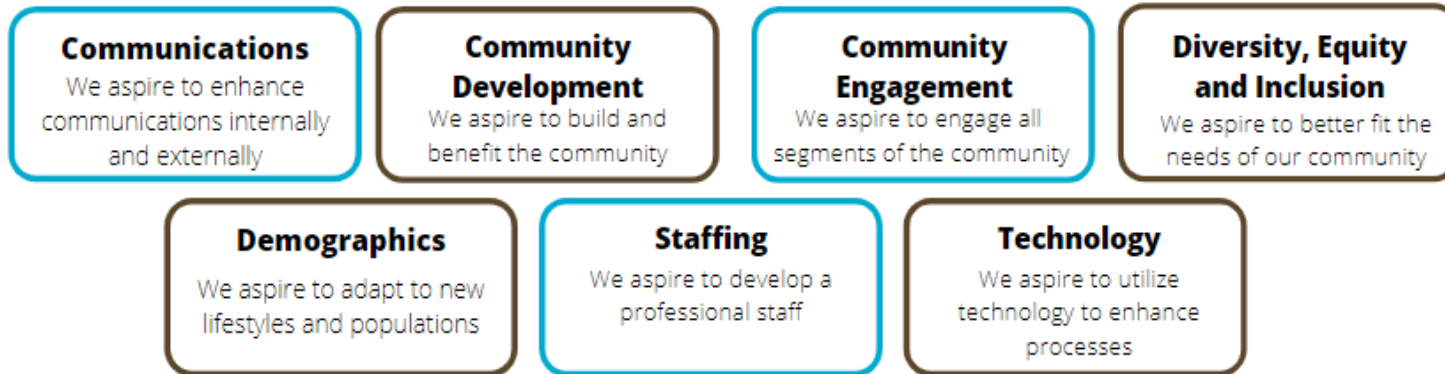 Communications
We aspire to enhance
communications internally
and externally
Community
Development
We aspire to build and
benefit the community
Community
Engagement
We aspire to engage all
segments of the community
Diversity, Equity
and Inclusion
We aspire to better fit the
needs of our community
Demographics
We aspire to adapt to new
lifestyles and populations
Staffing
We aspire to develop a
professional staff
Technology
We aspire to utilize
technology to enhance
processes